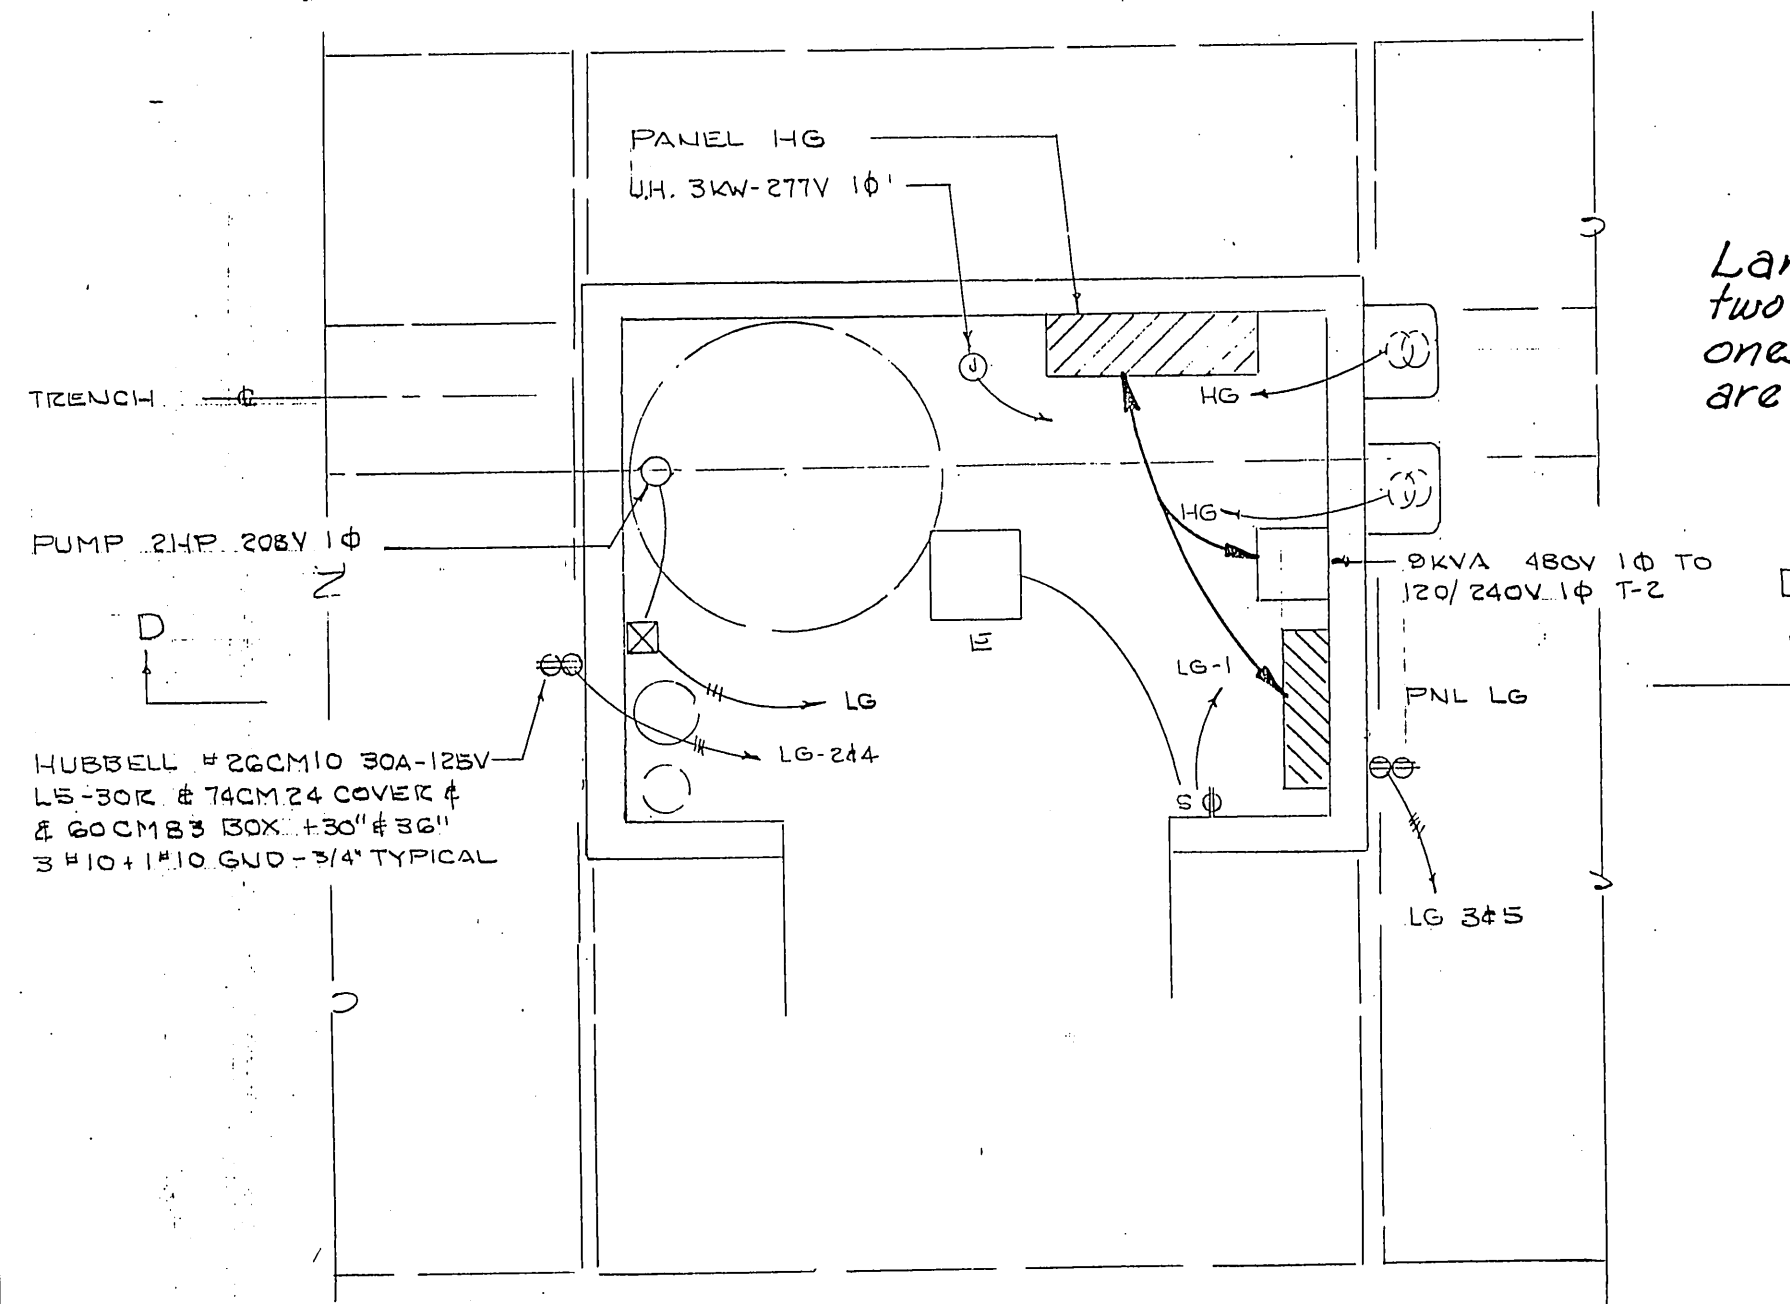 PANEL HG
U.H. 3KW-277V 1Φ
two
are
TRENCH ℄
HG
HG
PUMP 2HP 208V 1Φ
9KVA 480V 1Φ TO
120/240V 1Φ T-2
D
E
LG-1
PNL LG
LG
LG-2&4
HUBBELL #26CM10 30A-125V
L5-30R & 74CM24 COVER &
& 60CM83 BOX +30" & 36"
3#10+1#10 GND-3/4" TYPICAL
S
LG 3&5
J